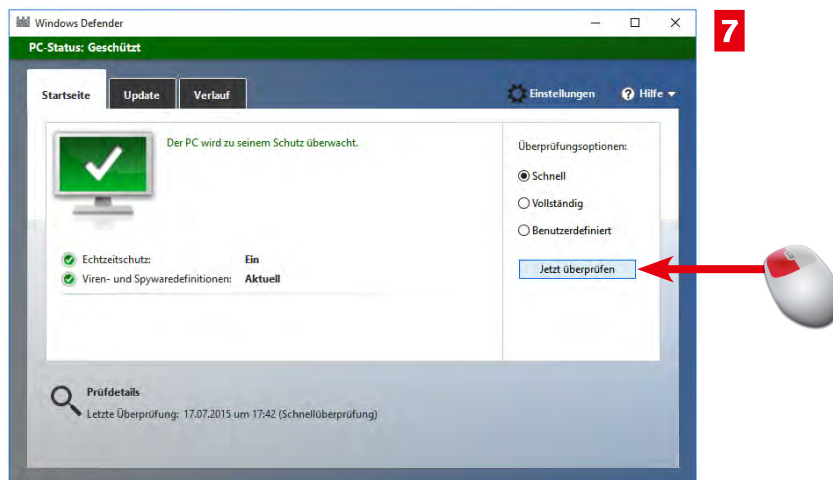 Windows Defender
7
PC-Status: Geschützt
Startseite Update Verlauf Einstellungen ? Hilfe
Der PC wird zu seinem Schutz überwacht.
Überprüfungsoptionen:
Schnell
Vollständig
Benutzerdefiniert
Jetzt überprüfen
Echtzeitschutz: Ein
Viren- und Spywaredefinitionen: Aktuell
Prüfdetails
Letzte Überprüfung: 17.07.2015 um 17:42 (Schnellüberprüfung)